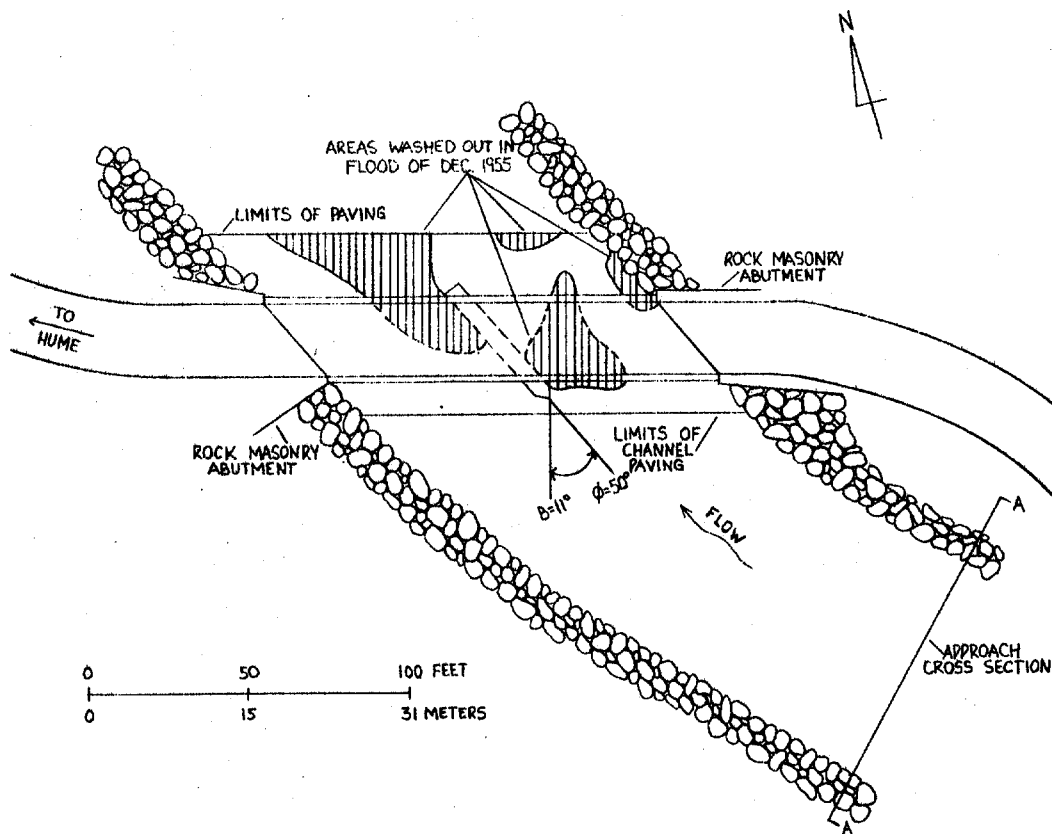 N
AREAS WASHED OUT IN
FLOOD OF DEC. 1955
LIMITS OF PAVING
ROCK MASONRY
ABUTMENT
TO
HUME
ROCK MASONRY
ABUTMENT
LIMITS OF
CHANNEL
PAVING
B=11°
Φ=50°
FLOW
A
APPROACH
CROSS SECTION
A
0 50 100 FEET
0 15 31 METERS